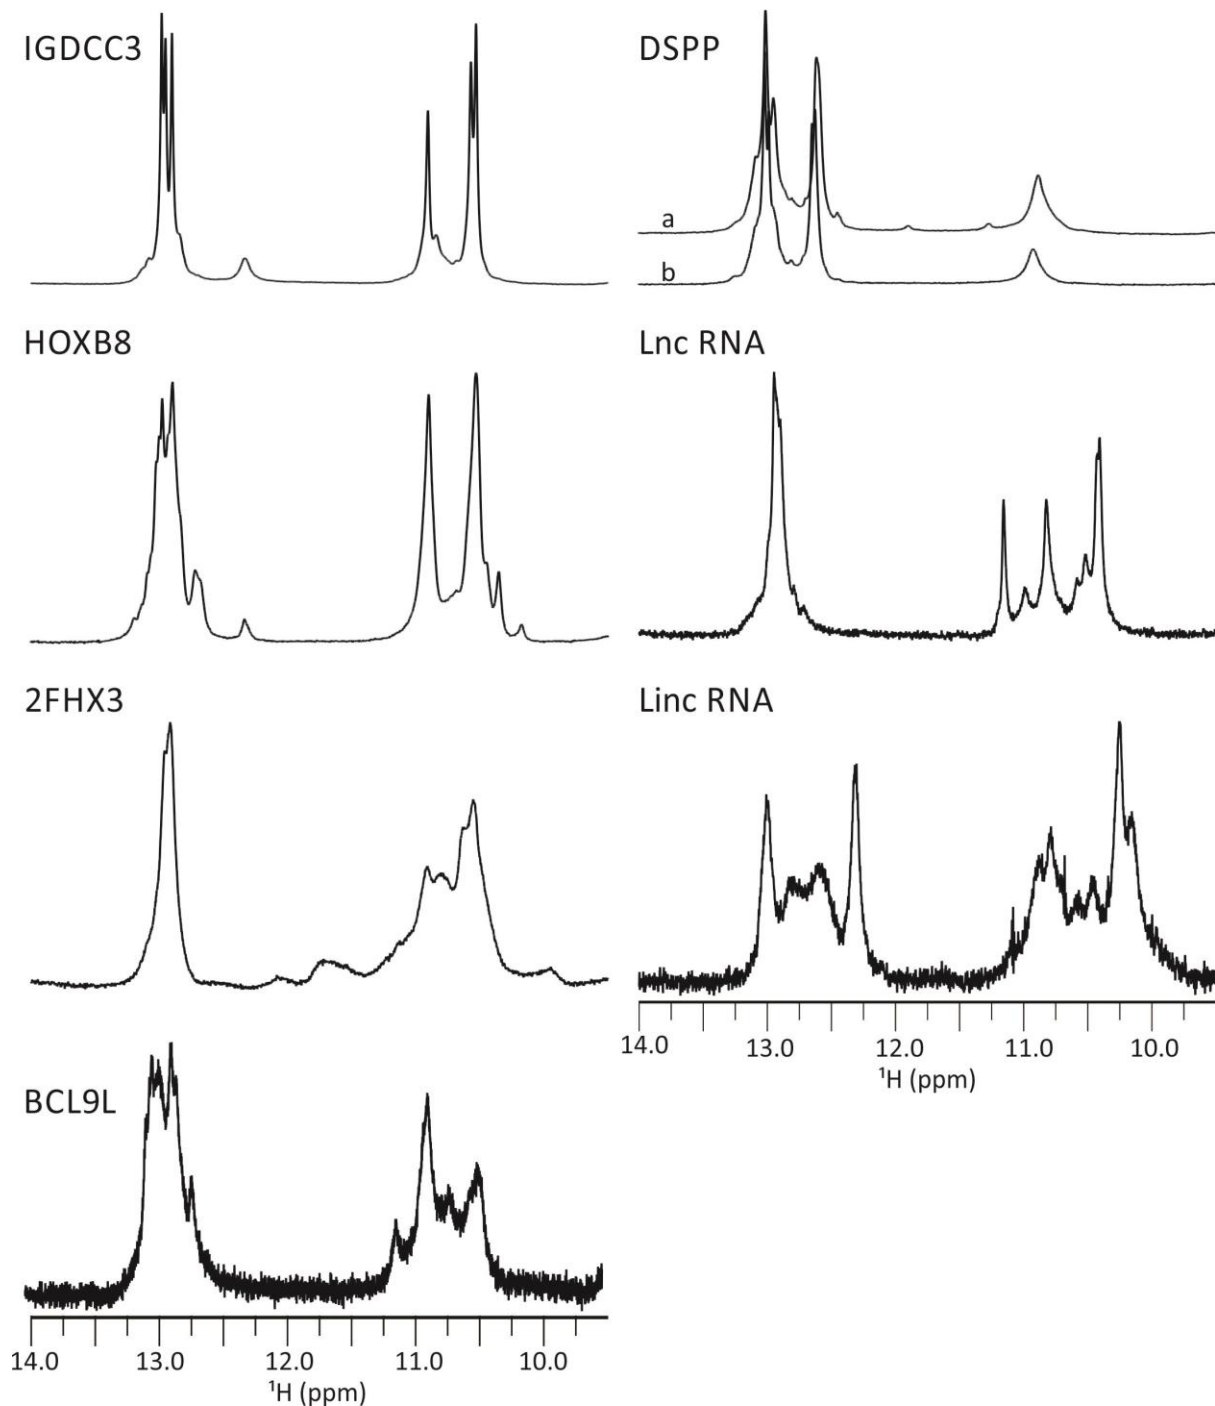 IGDCC3
HOXB8
2FHX3
BCL9L
14.0 13.0 12.0 11.0 10.0
¹H (ppm)
DSPP
a
b
Lnc RNA
Linc RNA
14.0 13.0 12.0 11.0 10.0
¹H (ppm)